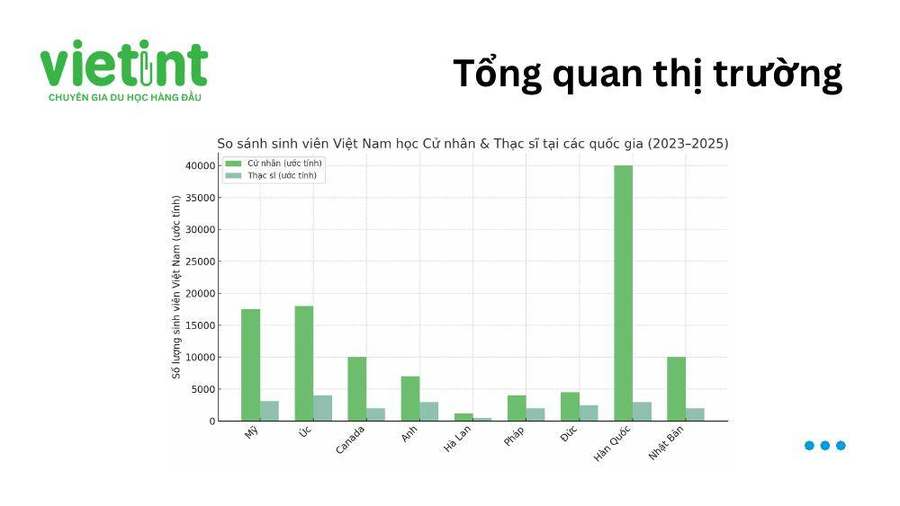 vietint
CHUYÊN GIA DU HỌC HÀNG ĐẦU
Tổng quan thị trường
So sánh sinh viên Việt Nam học Cử nhân & Thạc sĩ tại các quốc gia (2023–2025)
Cử nhân (ước tính)
Thạc sĩ (ước tính)
Số lượng sinh viên Việt Nam (ước tính)
40000
35000
30000
25000
20000
15000
10000
5000
0
Mỹ
Úc
Canada
Anh
Hà Lan
Pháp
Đức
Hàn Quốc
Nhật Bản